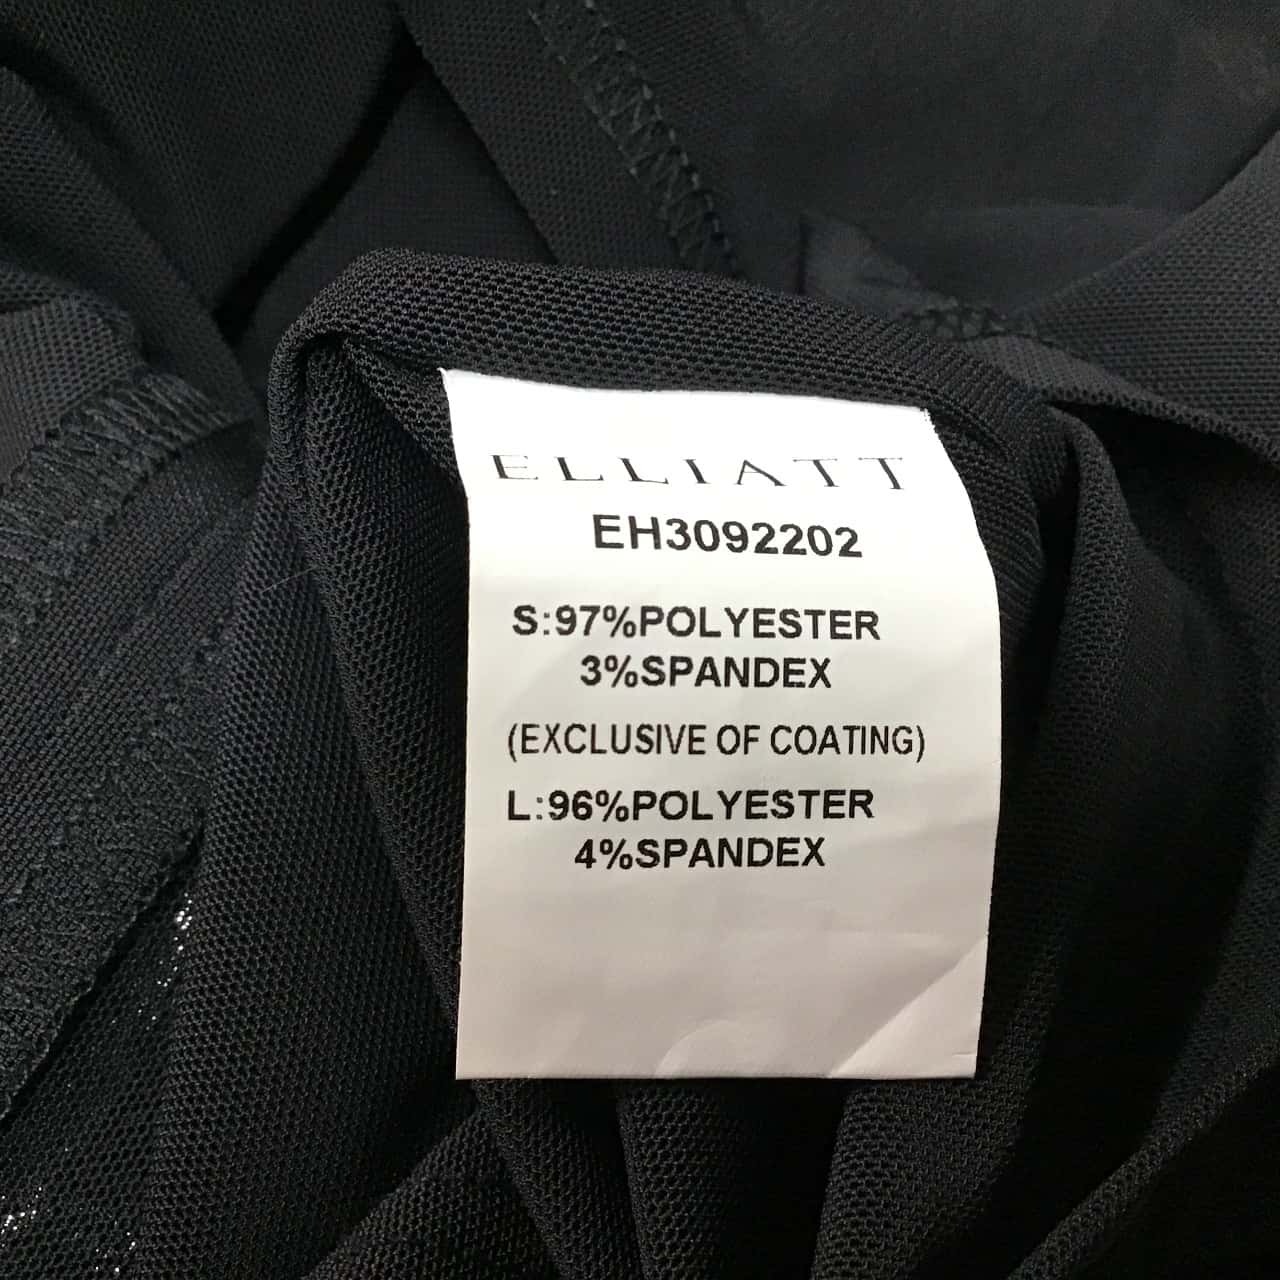 ELLIATT
EH3092202
S:97%POLYESTER
3%SPANDEX
(EXCLUSIVE OF COATING)
L:96%POLYESTER
4%SPANDEX